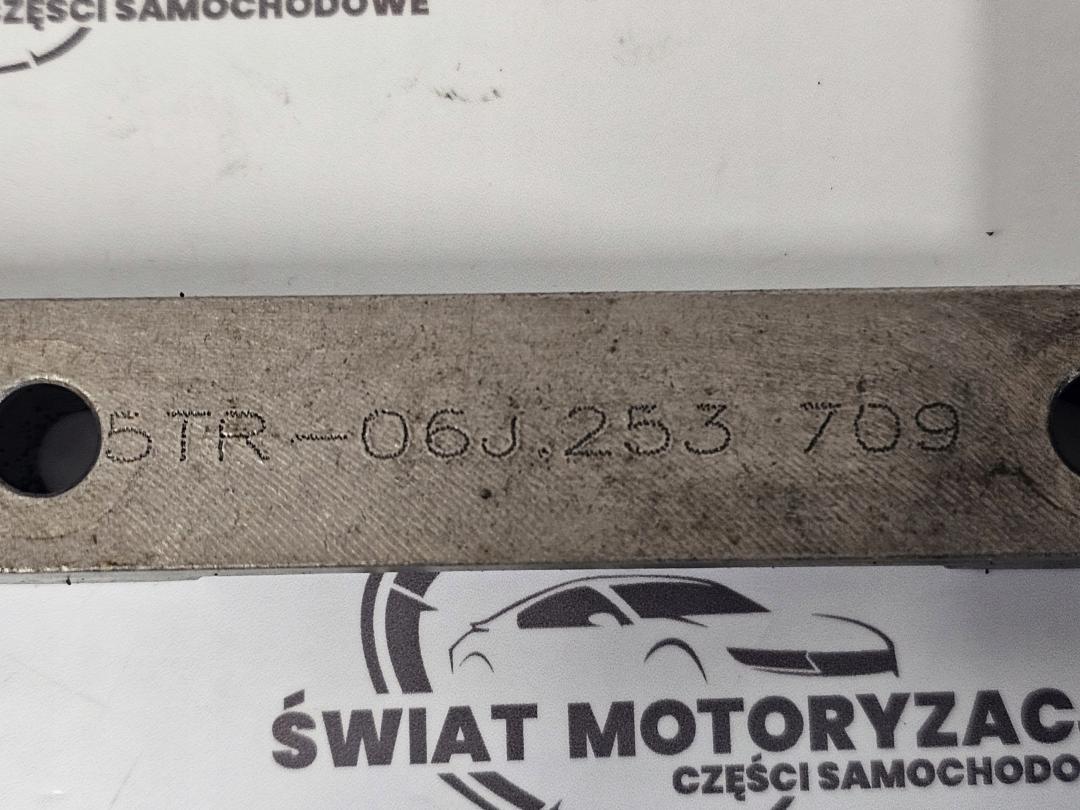 CZĘŚCI SAMOCHODOWE
5TR-06J.253 709
ŚWIAT MOTORYZAC
CZĘŚCI SAMOCHODO